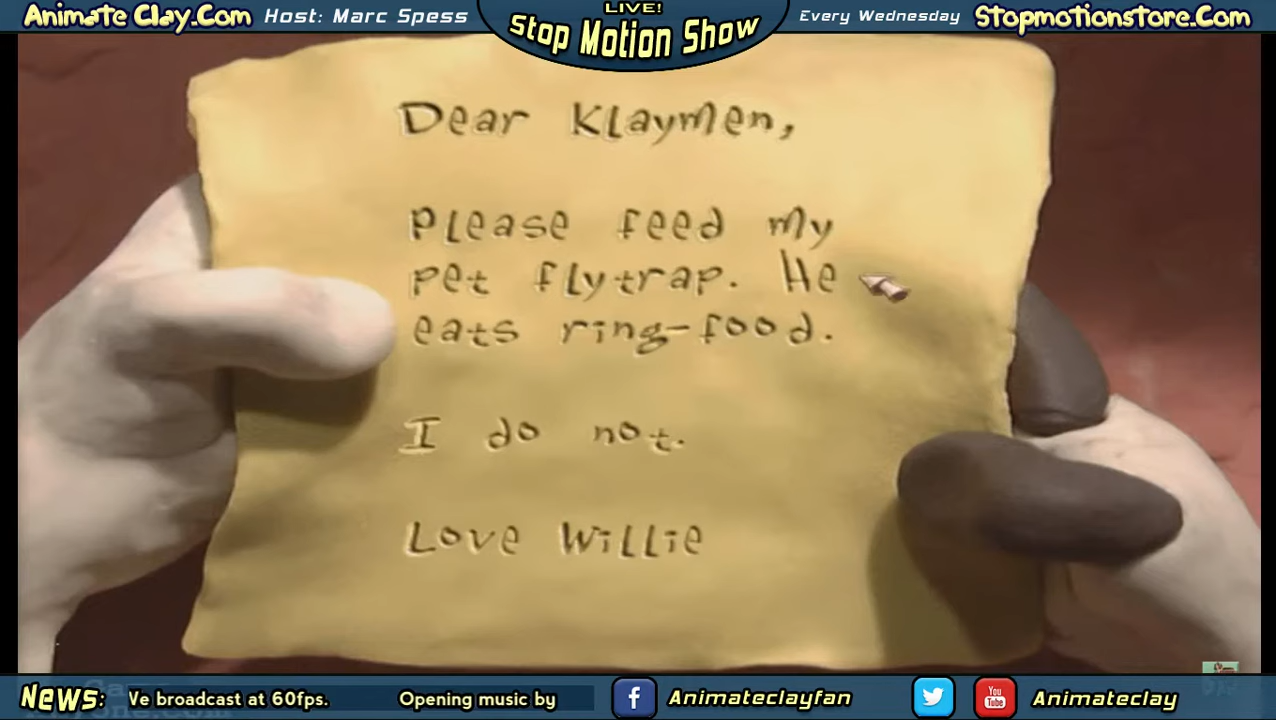 Animate Clay.Com Host: Marc Spess LIVE! Every Wednesday Stopmotionstore.Com
Stop Motion Show
Dear Klaymen,
Please feed my
pet flytrap. He
eats ring-food.
I do not.
Love Willie
News: We broadcast at 60fps. Opening music by Animateclayfan Animateclay